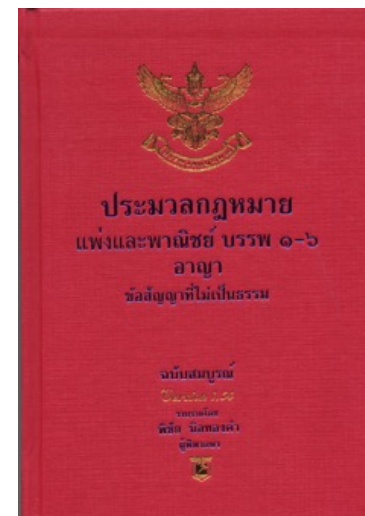 ประมวลกฎหมาย
แพ่งและพาณิชย์ บรรพ ๑-๖
อาญา
ข้อสัญญาที่ไม่เป็นธรรม
ฉบับสมบูรณ์
รวบรวมโดย
พิชัย นิลทองคำ
ผู้พิพากษา